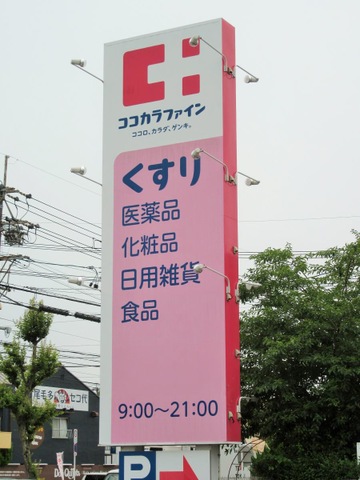 ココカラファイン
ココロ、カラダ、ゲンキ。
くすり
医薬品
化粧品
日用雑貨
食品
9:00～21:00
P